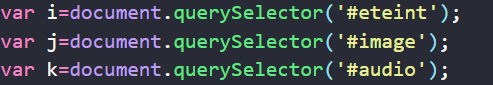 var i=document.querySelector('#eteint');
var j=document.querySelector('#image');
var k=document.querySelector('#audio');